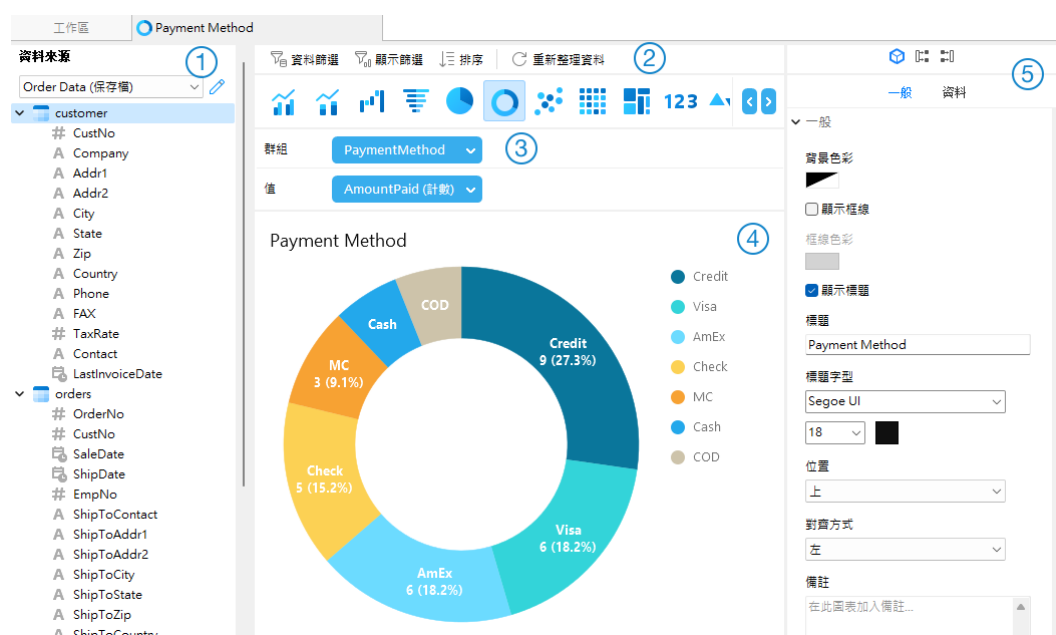 工作區
Payment Method
資料來源
1
Order Data (保存檔)
customer
# CustNo
A Company
A Addr1
A Addr2
A City
A State
A Zip
A Country
A Phone
A FAX
# TaxRate
A Contact
LastInvoiceDate
orders
# OrderNo
# CustNo
SaleDate
ShipDate
# EmpNo
A ShipToContact
A ShipToAddr1
A ShipToAddr2
A ShipToCity
A ShipToState
A ShipToZip
A ShipToCountry
資料篩選 顯示篩選 排序 重新整理資料
2
123
群組 PaymentMethod
3
值 AmountPaid (計數)
Payment Method
4
COD
Cash
Credit
9 (27.3%)
MC
3 (9.1%)
Check
5 (15.2%)
Visa
6 (18.2%)
AmEx
6 (18.2%)
Credit
Visa
AmEx
Check
MC
Cash
COD
5
一般 資料
一般
背景色彩
顯示框線
框線色彩
顯示標題
標題
Payment Method
標題字型
Segoe UI
18
位置
上
對齊方式
左
備註
在此圖表加入備註...